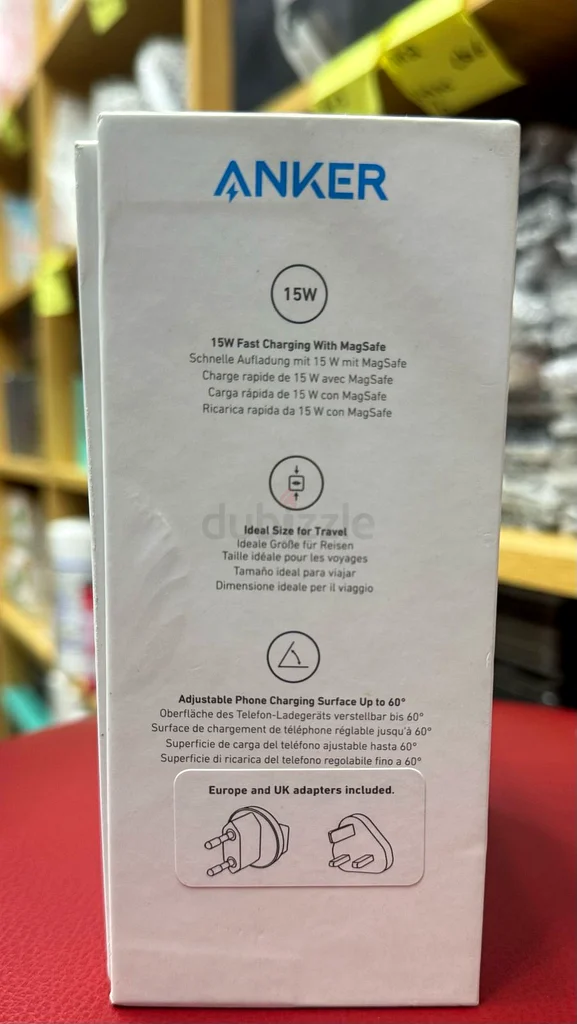 ANKER
15W
15W Fast Charging With MagSafe
Schnelle Aufladung mit 15 W mit MagSafe
Charge rapide de 15 W avec MagSafe
Carga rápida de 15 W con MagSafe
Ricarica rapida da 15 W con MagSafe
dubizzle
Ideal Size for Travel
Ideale Größe für Reisen
Taille idéale pour les voyages
Tamaño ideal para viajar
Dimensione ideale per il viaggio
Adjustable Phone Charging Surface Up to 60°
Oberfläche des Telefon-Ladegeräts verstellbar bis 60°
Surface de chargement de téléphone réglable jusqu'à 60°
Superficie de carga del teléfono ajustable hasta 60°
Superficie di ricarica del telefono regolabile fino a 60°
Europe and UK adapters included.